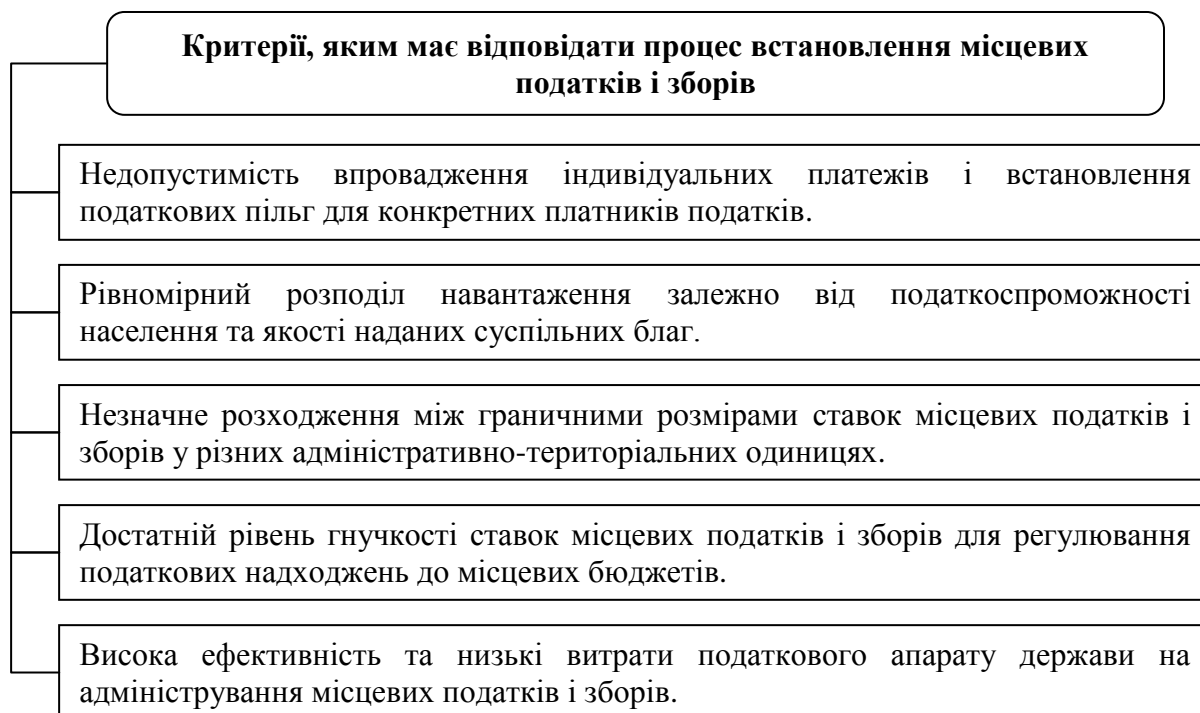 Критерії, яким має відповідати процес встановлення місцевих
податків і зборів
Недопустимість впровадження індивідуальних платежів і встановлення
податкових пільг для конкретних платників податків.
Рівномірний розподіл навантаження залежно від податкоспроможності
населення та якості наданих суспільних благ.
Незначне розходження між граничними розмірами ставок місцевих податків і
зборів у різних адміністративно-територіальних одиницях.
Достатній рівень гнучкості ставок місцевих податків і зборів для регулювання
податкових надходжень до місцевих бюджетів.
Висока ефективність та низькі витрати податкового апарату держави на
адміністрування місцевих податків і зборів.